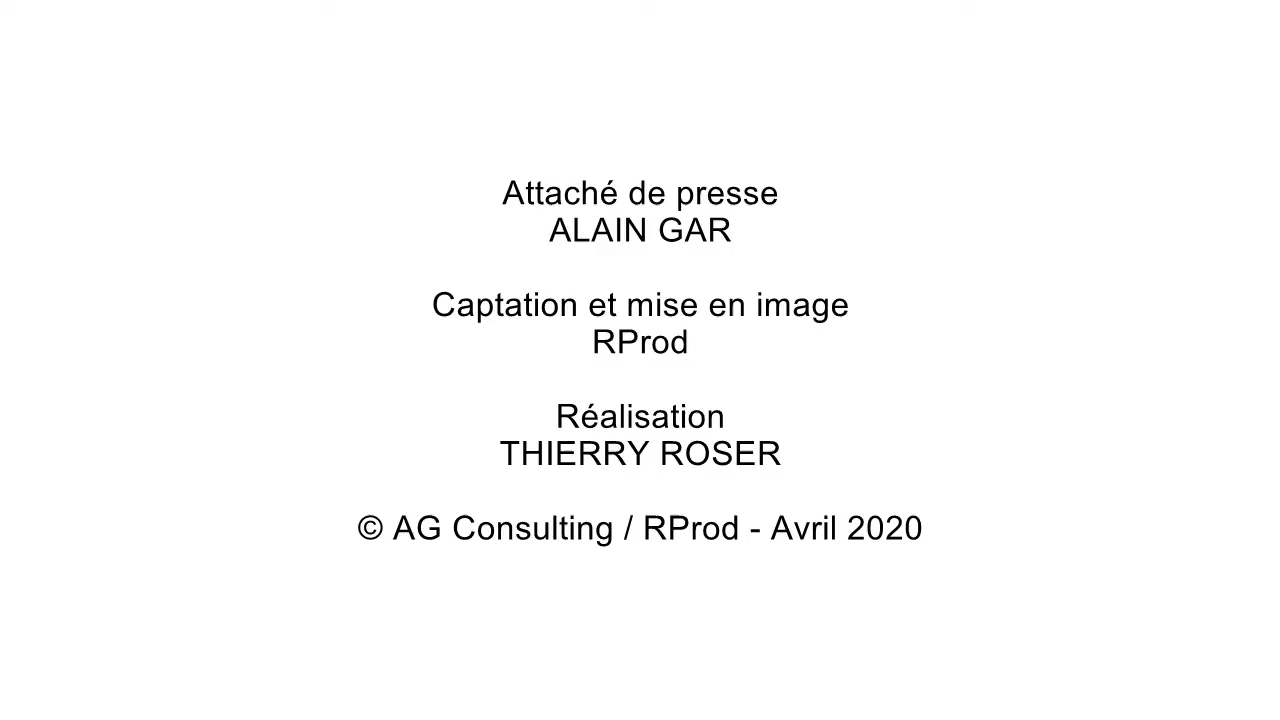 Attaché de presse
ALAIN GAR
Captation et mise en image
RProd
Réalisation
THIERRY ROSER
© AG Consulting / RProd - Avril 2020